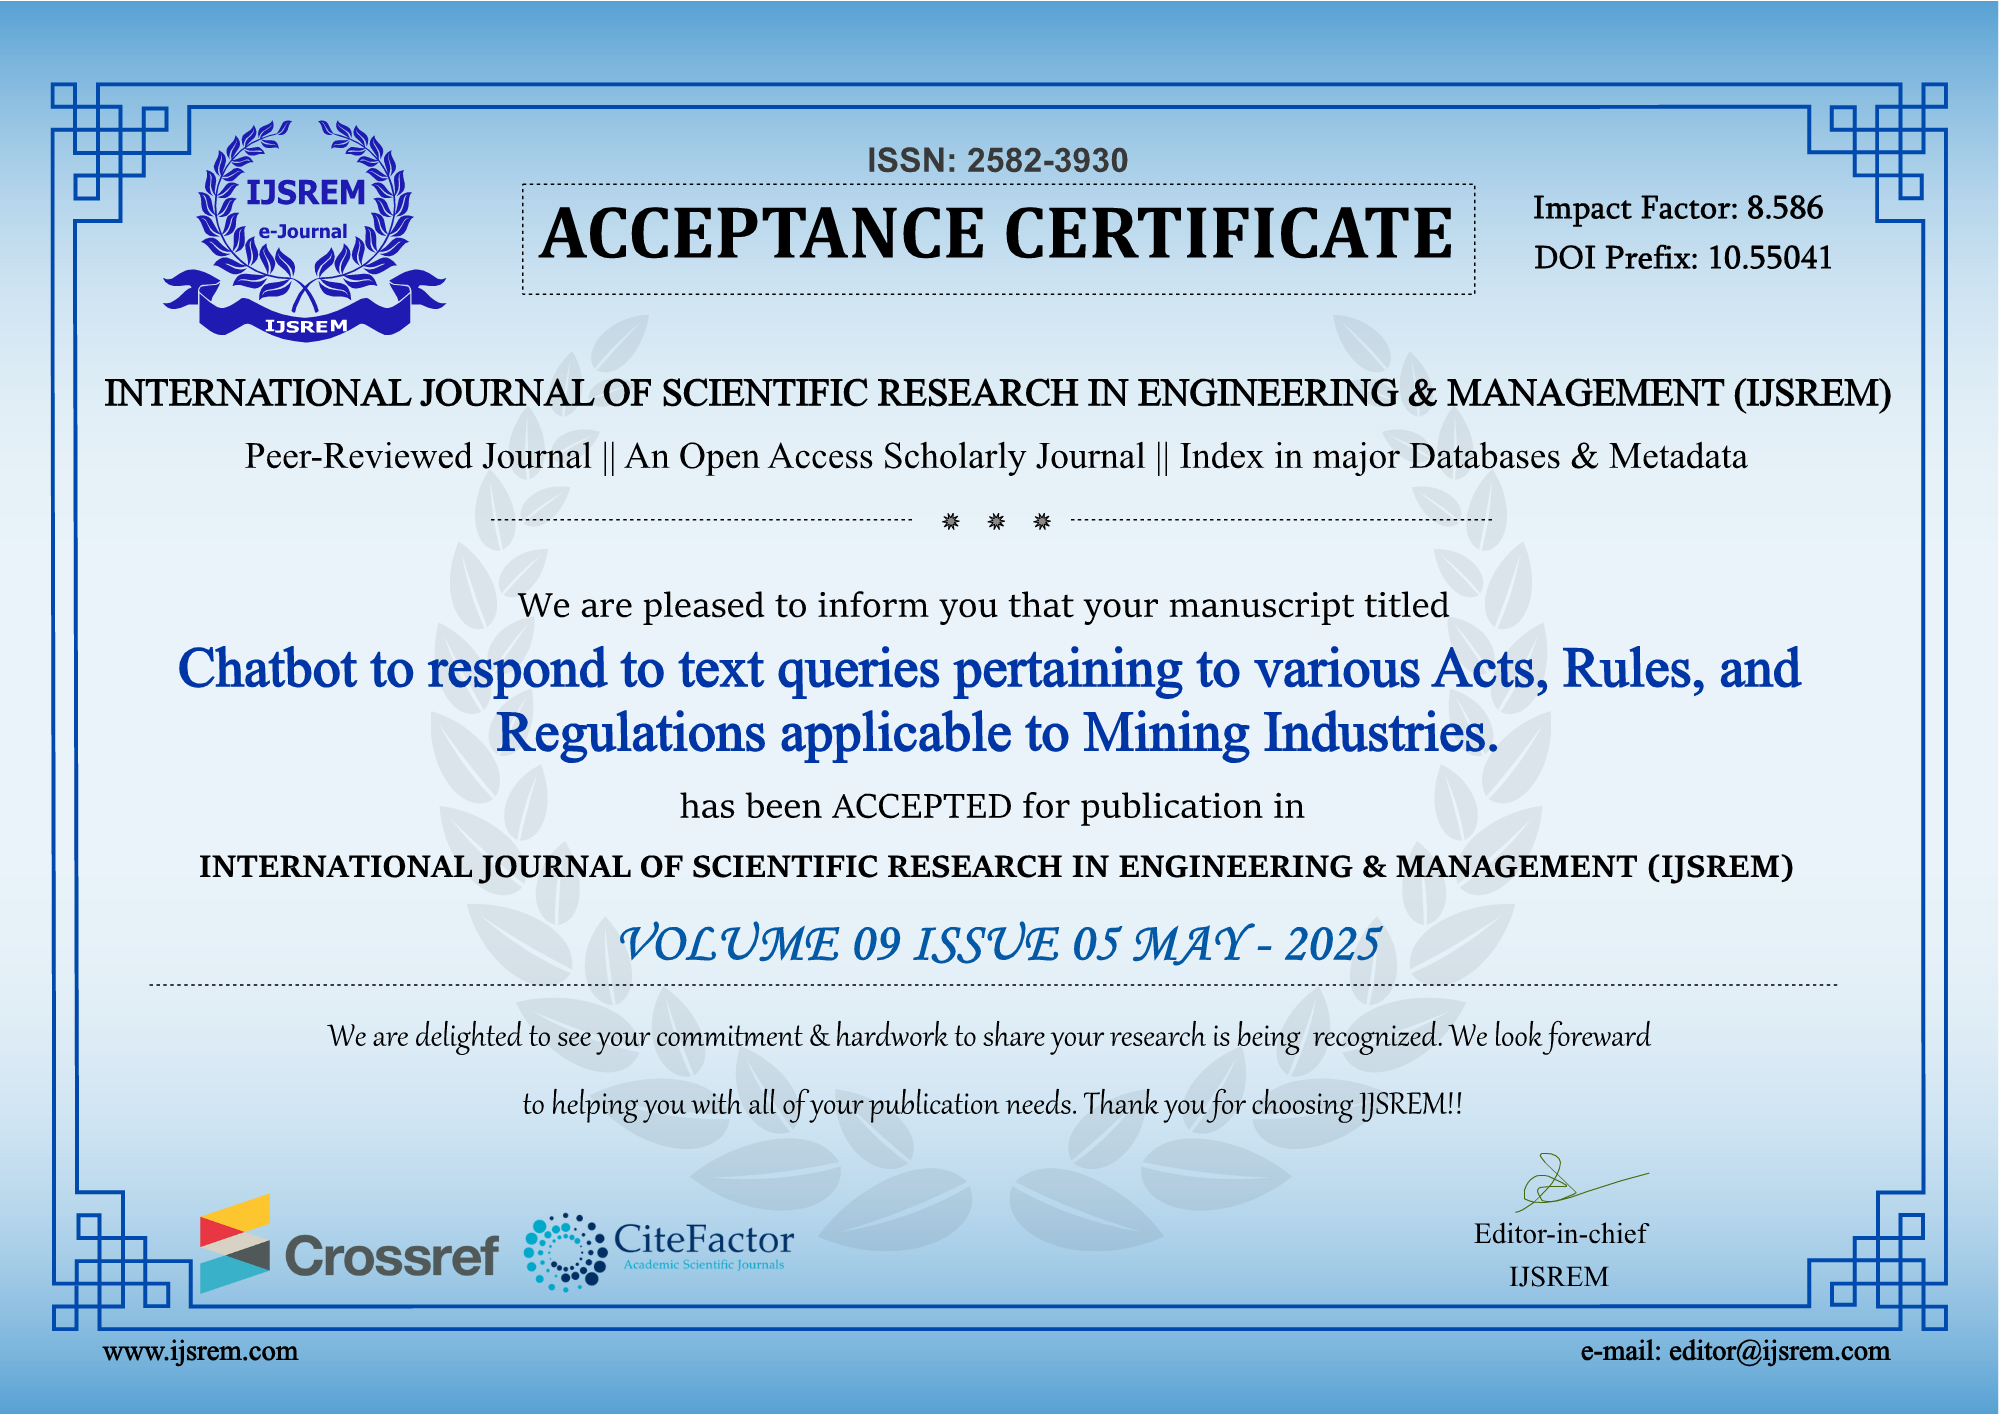 IJSREM
e-Journal
IJSREM
ISSN: 2582-3930
ACCEPTANCE CERTIFICATE
Impact Factor: 8.586
DOI Prefix: 10.55041
INTERNATIONAL JOURNAL OF SCIENTIFIC RESEARCH IN ENGINEERING & MANAGEMENT (IJSREM)
Peer-Reviewed Journal || An Open Access Scholarly Journal || Index in major Databases & Metadata
We are pleased to inform you that your manuscript titled
Chatbot to respond to text queries pertaining to various Acts, Rules, and
Regulations applicable to Mining Industries.
has been ACCEPTED for publication in
INTERNATIONAL JOURNAL OF SCIENTIFIC RESEARCH IN ENGINEERING & MANAGEMENT (IJSREM)
VOLUME 09 ISSUE 05 MAY - 2025
We are delighted to see your commitment & hardwork to share your research is being recognized. We look foreward
to helping you with all of your publication needs. Thank you for choosing IJSREM!!
Crossref
CiteFactor
Academic Scientific Journals
Editor-in-chief
IJSREM
www.ijsrem.com
e-mail: editor@ijsrem.com